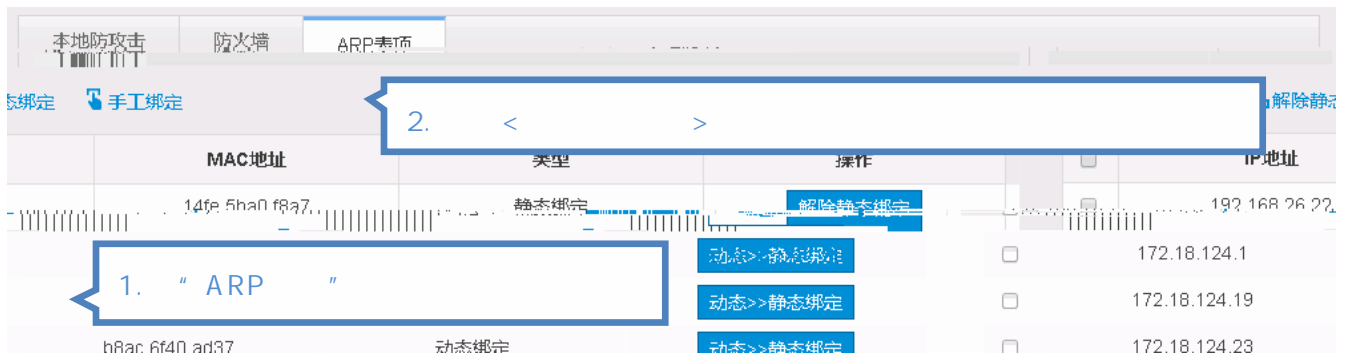 本地防攻击 防火墙 ARP表项
态绑定 手工绑定 解除静态
2. < >
MAC地址 类型 操作 IP地址
14fe.5ba0.f8a7 静态绑定 解除静态绑定 192.168.26.22
动态>>静态绑定 172.18.124.1
1. “ARP ”
动态>>静态绑定 172.18.124.19
b8ac.6f40.ad37 动态绑定 动态>>静态绑定 172.18.124.23